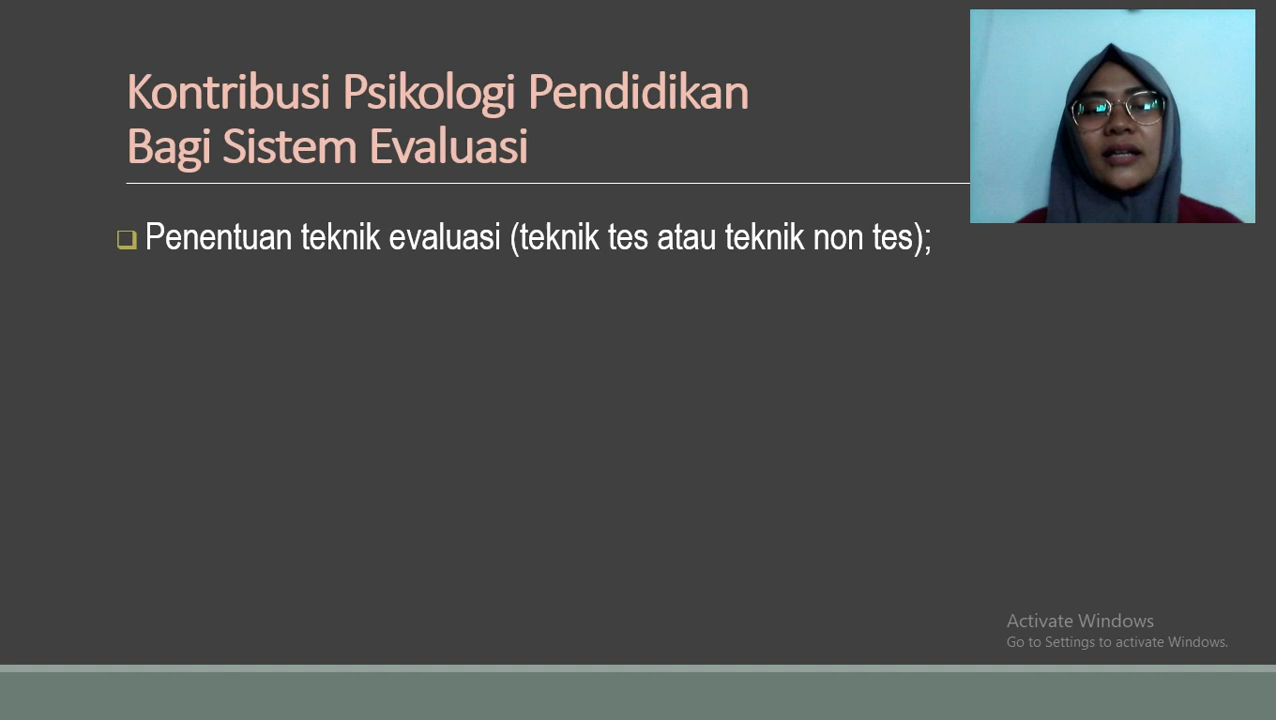 Kontribusi Psikologi Pendidikan
Bagi Sistem Evaluasi
Penentuan teknik evaluasi (teknik tes atau teknik non tes);
Activate Windows
Go to Settings to activate Windows.